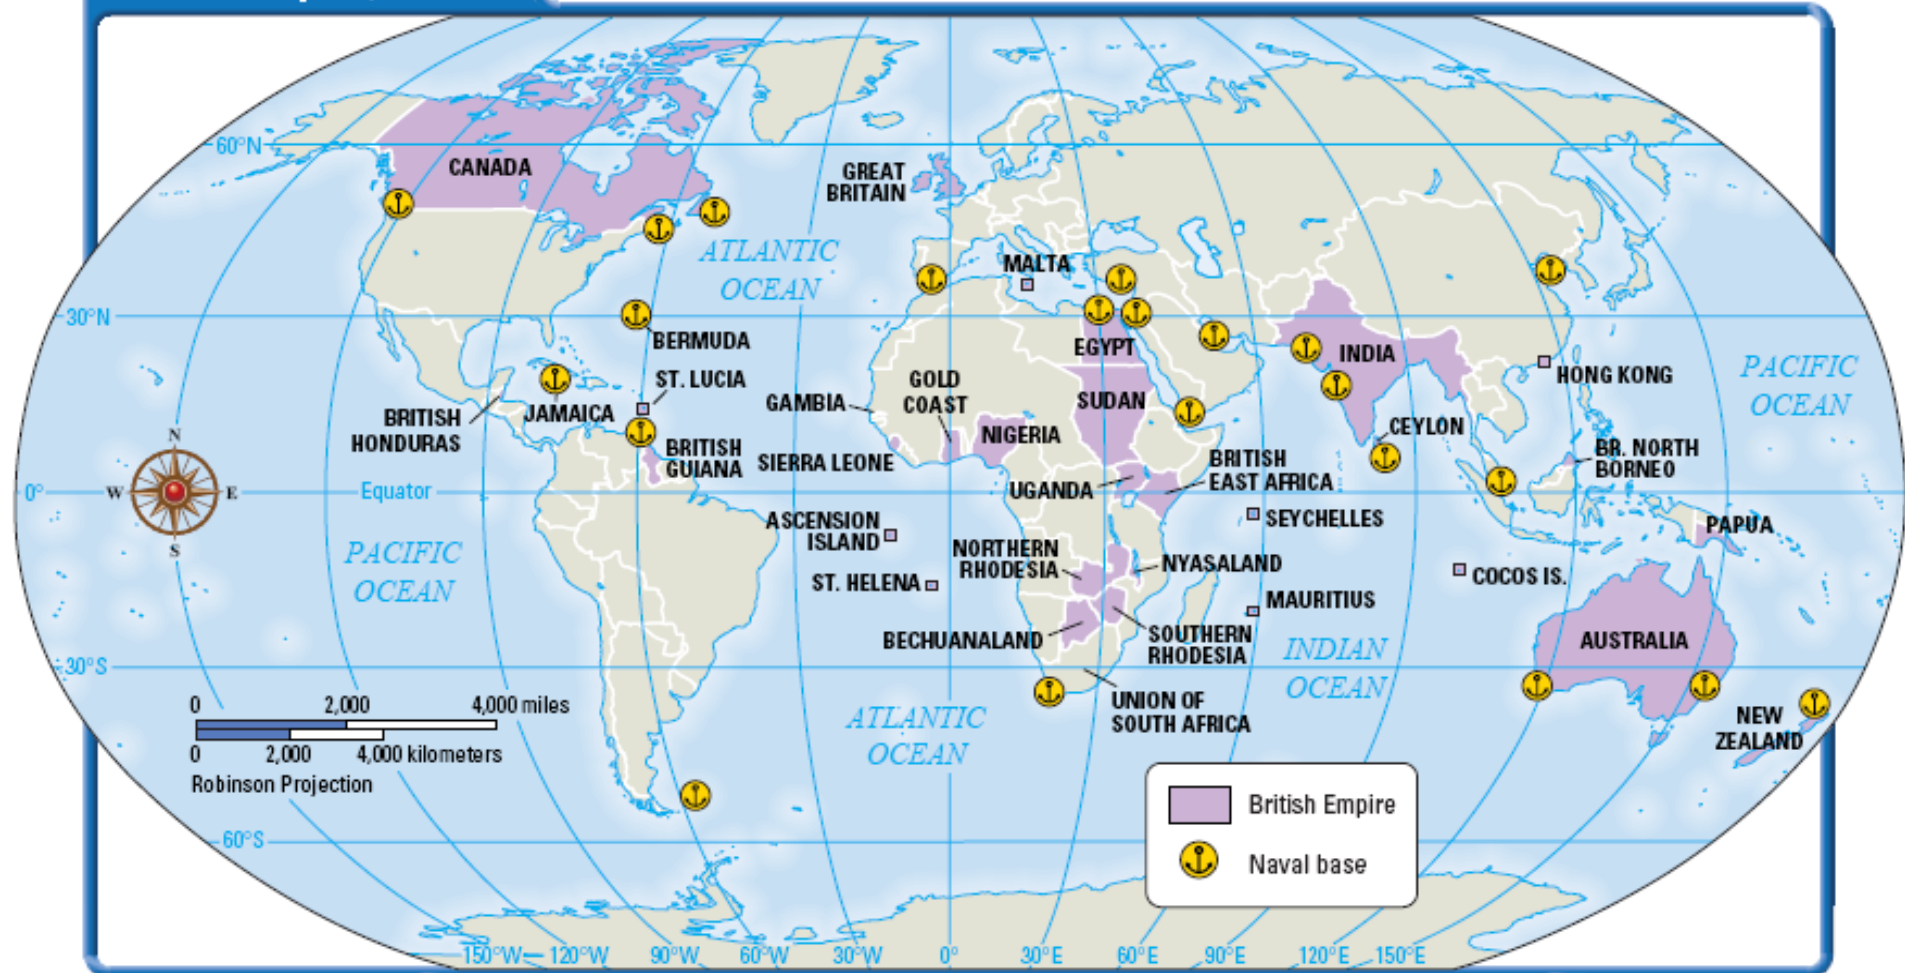 60°N
CANADA
GREAT
BRITAIN
ATLANTIC
OCEAN
MALTA
30°N
BERMUDA
EGYPT
INDIA
HONG KONG
PACIFIC
OCEAN
ST. LUCIA
GOLD
COAST
GAMBIA
SUDAN
BRITISH
HONDURAS
JAMAICA
NIGERIA
CEYLON
BRITISH
GUIANA
SIERRA LEONE
BRITISH
EAST AFRICA
BR. NORTH
BORNEO
N
W
E
S
0°
Equator
UGANDA
SEYCHELLES
PAPUA
ASCENSION
ISLAND
PACIFIC
OCEAN
NORTHERN
RHODESIA
NYASALAND
COCOS IS.
ST. HELENA
MAURITIUS
BECHUANALAND
SOUTHERN
RHODESIA
INDIAN
OCEAN
AUSTRALIA
30°S
UNION OF
SOUTH AFRICA
ATLANTIC
OCEAN
NEW
ZEALAND
0 2,000 4,000 miles
0 2,000 4,000 kilometers
Robinson Projection
British Empire
Naval base
60°S
150°W 120°W 90°W 60°W 30°W 0° 30°E 60°E 90°E 120°E 150°E